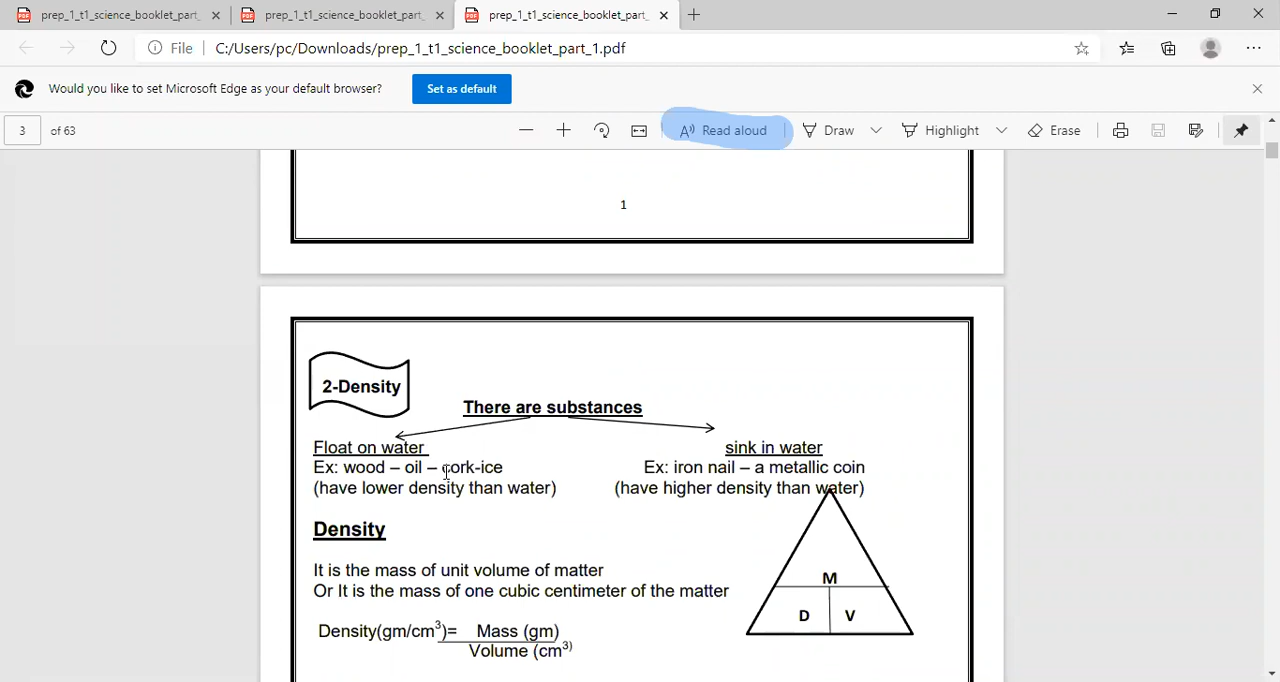 prep_1_t1_science_booklet_part_
prep_1_t1_science_booklet_part_
prep_1_t1_science_booklet_part_
File
C:/Users/pc/Downloads/prep_1_t1_science_booklet_part_1.pdf
Would you like to set Microsoft Edge as your default browser?
Set as default
3 of 63
Read aloud
Draw
Highlight
Erase
1
2-Density
There are substances
Float on water
sink in water
Ex: wood – oil – cork-ice
Ex: iron nail – a metallic coin
(have lower density than water)
(have higher density than water)
Density
It is the mass of unit volume of matter
Or It is the mass of one cubic centimeter of the matter
M
D V
Density(gm/cm³)= Mass (gm)
Volume (cm³⁾